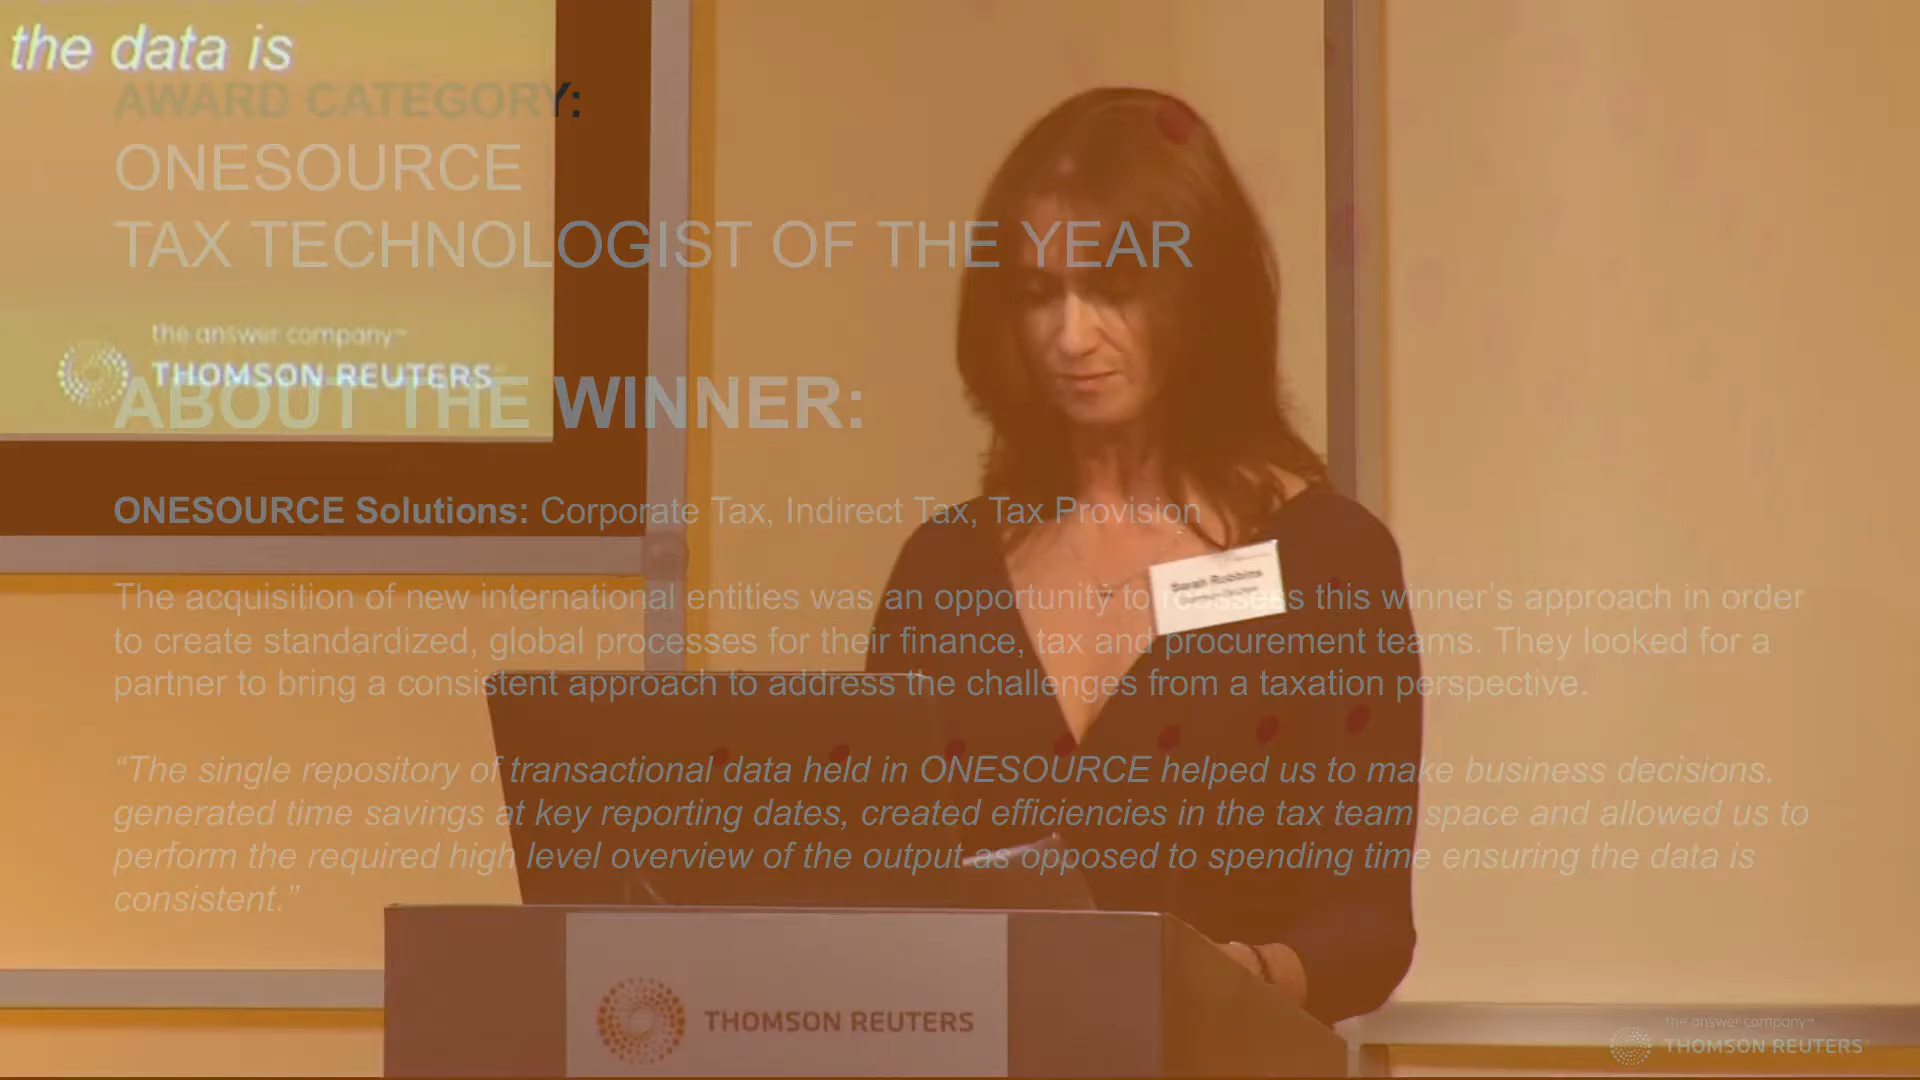 the data is
AWARD CATEGORY:
ONESOURCE
TAX TECHNOLOGIST OF THE YEAR
the answer company™
THOMSON REUTERS
ABOUT THE WINNER:
ONESOURCE Solutions: Corporate Tax, Indirect Tax, Tax Provision
Sarah Robbins
The acquisition of new international entities was an opportunity to reassess this winner's approach in order
to create standardized, global processes for their finance, tax and procurement teams. They looked for a
partner to bring a consistent approach to address the challenges from a taxation perspective.
“The single repository of transactional data held in ONESOURCE helped us to make business decisions.
generated time savings at key reporting dates, created efficiencies in the tax team space and allowed us to
perform the required high level overview of the output as opposed to spending time ensuring the data is
consistent.”
THOMSON REUTERS
the answer company™
THOMSON REUTERS